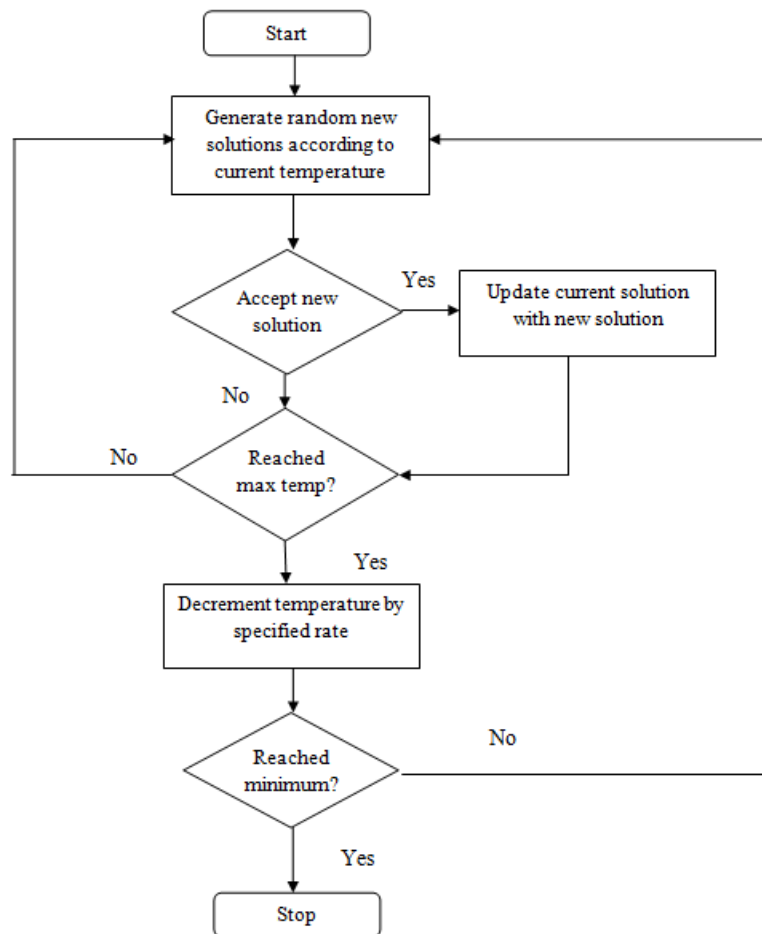 Start
Generate random new
solutions according to
current temperature
Accept new
solution
Yes
Update current solution
with new solution
No
Reached
max temp?
No
Yes
Decrement temperature by
specified rate
Reached
minimum?
No
Yes
Stop